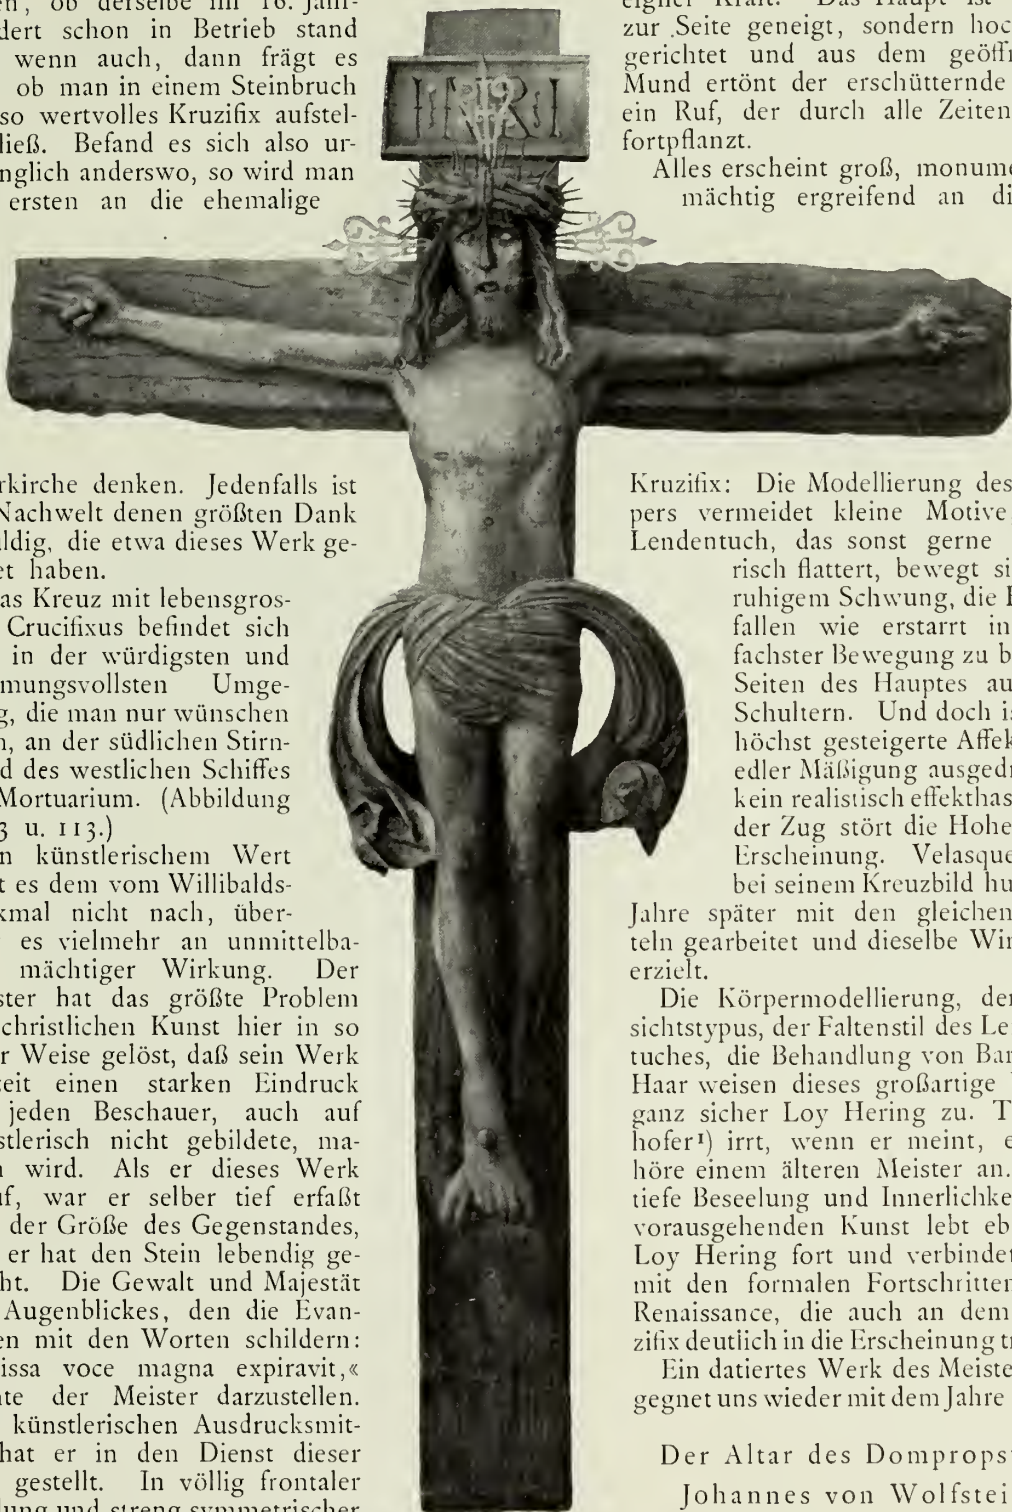 ob derselbe im 16. Jahr-
dert schon in Betrieb stand
wenn auch, dann frägt es
ob man in einem Steinbruch
so wertvolles Kruzifix aufstel-
ließ. Befand es sich also ur-
nglich anderswo, so wird man
ersten an die ehemalige
rkirche denken. Jedenfalls ist
Nachwelt denen größten Dank
ldig, die etwa dieses Werk ge-
et haben.
as Kreuz mit lebensgros-
Crucifixus befindet sich
in der würdigsten und
mungsvollsten Umge-
g, die man nur wünschen
n, an der südlichen Stirn-
d des westlichen Schiffes
Mortuarium. (Abbildung
3 u. 113.)
n künstlerischem Wert
t es dem vom Willibalds-
kmal nicht nach, über-
es vielmehr an unmittelba-
mächtiger Wirkung. Der
ster hat das größte Problem
christlichen Kunst hier in so
r Weise gelöst, daß sein Werk
zeit einen starken Eindruck
jeden Beschauer, auch auf
stlerisch nicht gebildete, ma-
n wird. Als er dieses Werk
uf, war er selber tief erfaßt
der Größe des Gegenstandes,
er hat den Stein lebendig ge-
ht. Die Gewalt und Majestät
Augenblickes, den die Evan-
en mit den Worten schildern:
issa voce magna expiravit,«
te der Meister darzustellen.
künstlerischen Ausdrucksmit-
hat er in den Dienst dieser
gestellt. In völlig frontaler
lung und streng symmetrischer
I N R I
eigner Kraft. Das Haupt ist
zur Seite geneigt, sondern hoc
gerichtet und aus dem geöff
Mund ertönt der erschütternde
ein Ruf, der durch alle Zeiten
fortpflanzt.
Alles erscheint groß, monume
mächtig ergreifend an di
Kruzifix: Die Modellierung des
pers vermeidet kleine Motive
Lendentuch, das sonst gerne
risch flattert, bewegt si
ruhigem Schwung, die
fallen wie erstarrt in
fachster Bewegung zu b
Seiten des Hauptes au
Schultern. Und doch is
höchst gesteigerte Affek
edler Mäßigung ausgedr
kein realistisch effekthas
der Zug stört die Hohe
Erscheinung. Velasque
bei seinem Kreuzbild hu
Jahre später mit den gleichen
teln gearbeitet und dieselbe Wir
erzielt.
Die Körpermodellierung, der
sichtstypus, der Faltenstil des Le
tuches, die Behandlung von Bar
Haar weisen dieses großartige
ganz sicher Loy Hering zu. T
hofer¹) irrt, wenn er meint, e
höre einem älteren Meister an.
tiefe Beseelung und Innerlichke
vorausgehenden Kunst lebt eb
Loy Hering fort und verbindet
mit den formalen Fortschritten
Renaissance, die auch an dem
zifix deutlich in die Erscheinung tr
Ein datiertes Werk des Meiste
gegnet uns wieder mit dem Jahre
Der Altar des Domprops
Johannes von Wolfstei